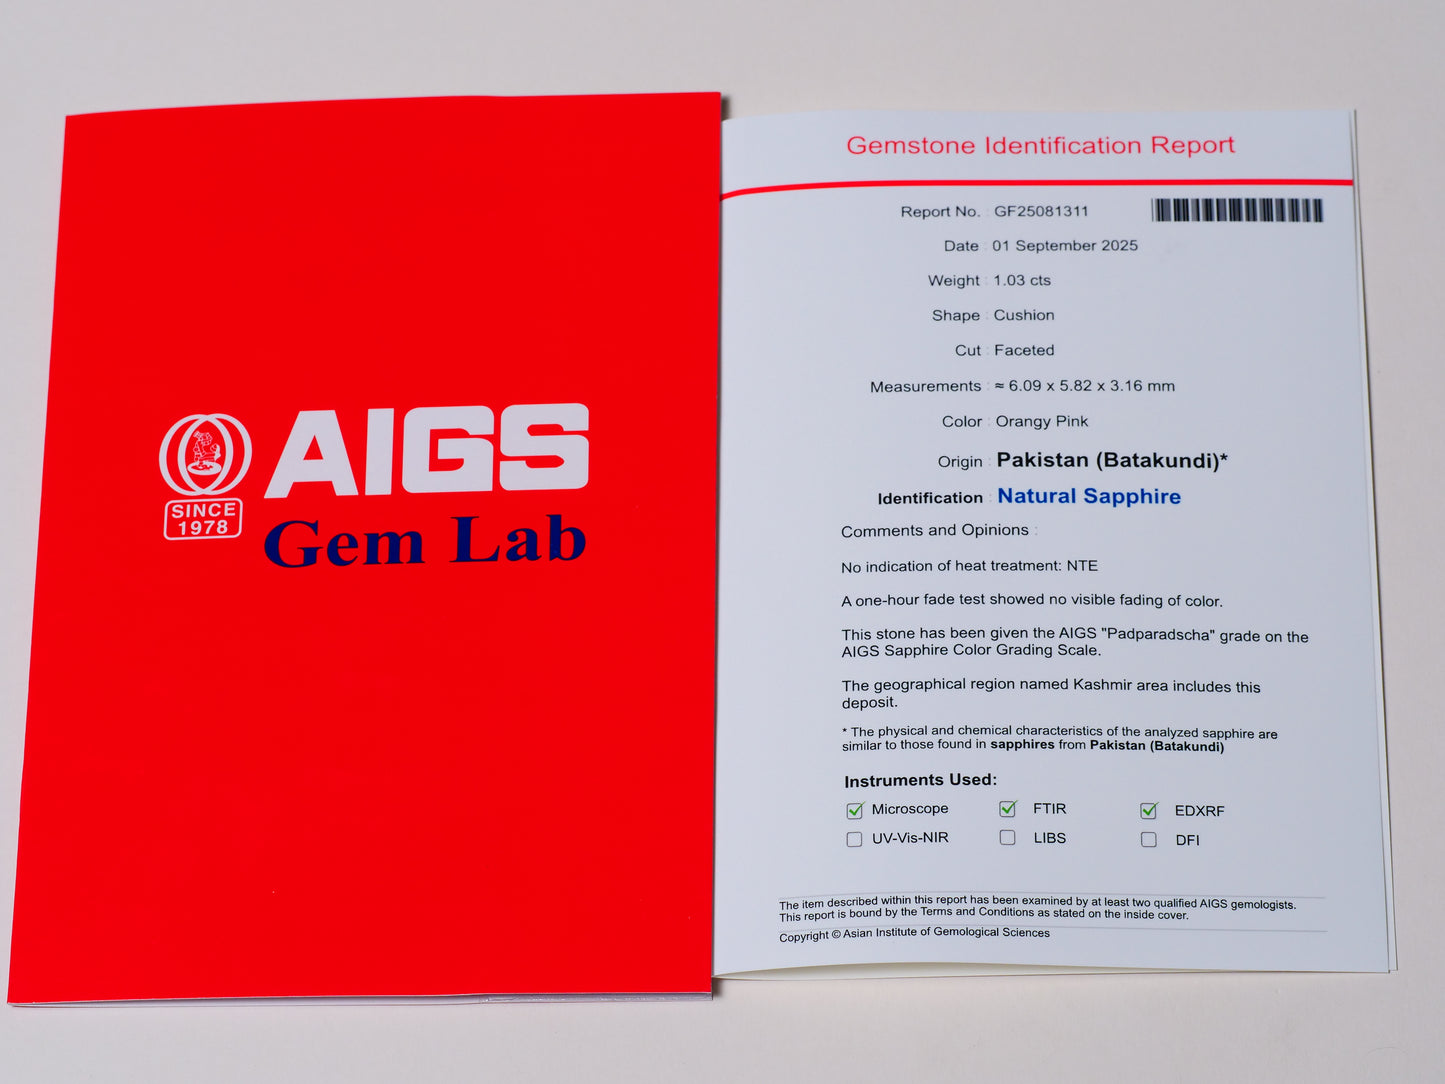 AIGS
SINCE
1978
Gem Lab
Gemstone Identification Report
Report No. : GF25081311
Date : 01 September 2025
Weight : 1.03 cts
Shape : Cushion
Cut : Faceted
Measurements : ≈ 6.09 x 5.82 x 3.16 mm
Color : Orangy Pink
Origin : Pakistan (Batakundi)*
Identification : Natural Sapphire
Comments and Opinions :
No indication of heat treatment: NTE
A one-hour fade test showed no visible fading of color.
This stone has been given the AIGS "Padparadscha" grade on the
AIGS Sapphire Color Grading Scale.
The geographical region named Kashmir area includes this
deposit.
* The physical and chemical characteristics of the analyzed sapphire are
similar to those found in sapphires from Pakistan (Batakundi)
Instruments Used:
Microscope FTIR EDXRF
UV-Vis-NIR LIBS DFI
The item described within this report has been examined by at least two qualified AIGS gemologists.
This report is bound by the Terms and Conditions as stated on the inside cover.
Copyright © Asian Institute of Gemological Sciences